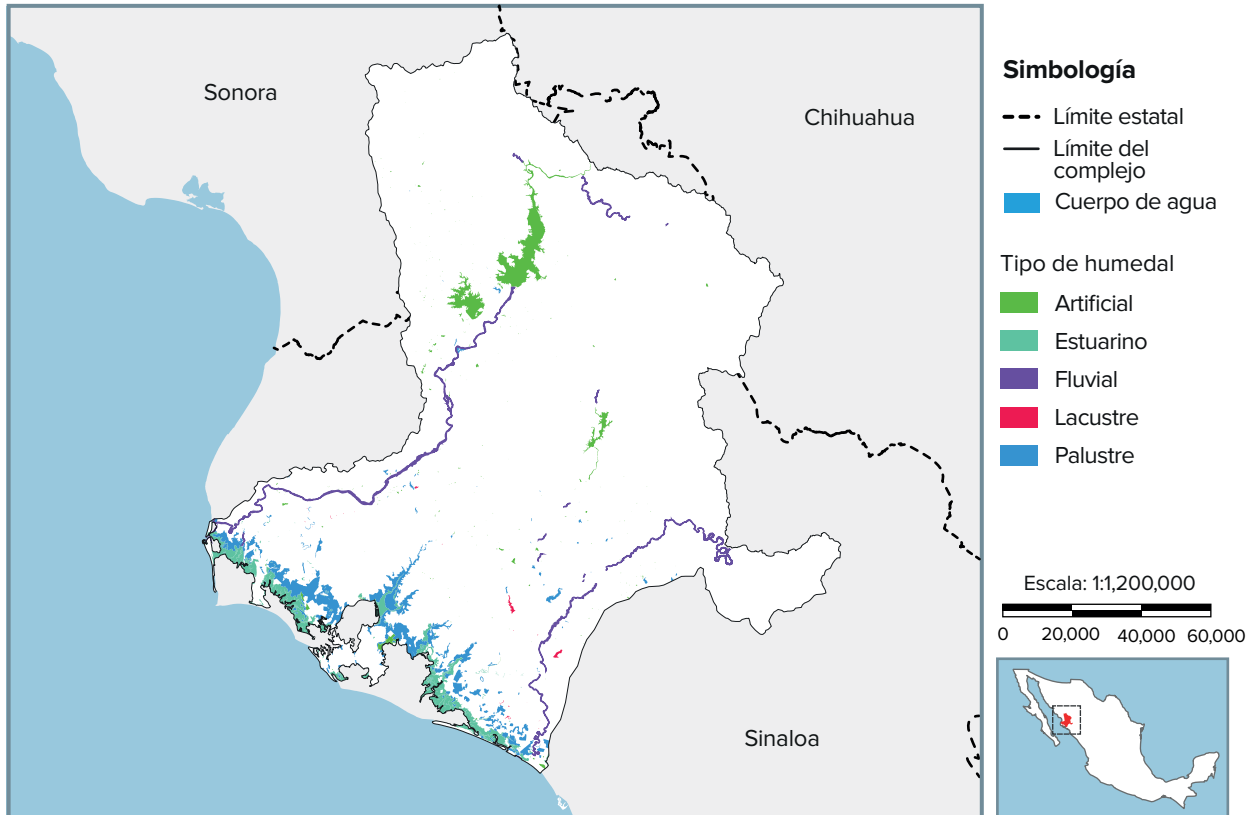 Sonora
Chihuahua
Sinaloa
Simbología
Límite estatal
Límite del
complejo
Cuerpo de agua
Tipo de humedal
Artificial
Estuarino
Fluvial
Lacustre
Palustre
Escala: 1:1,200,000
0 20,000 40,000 60,000